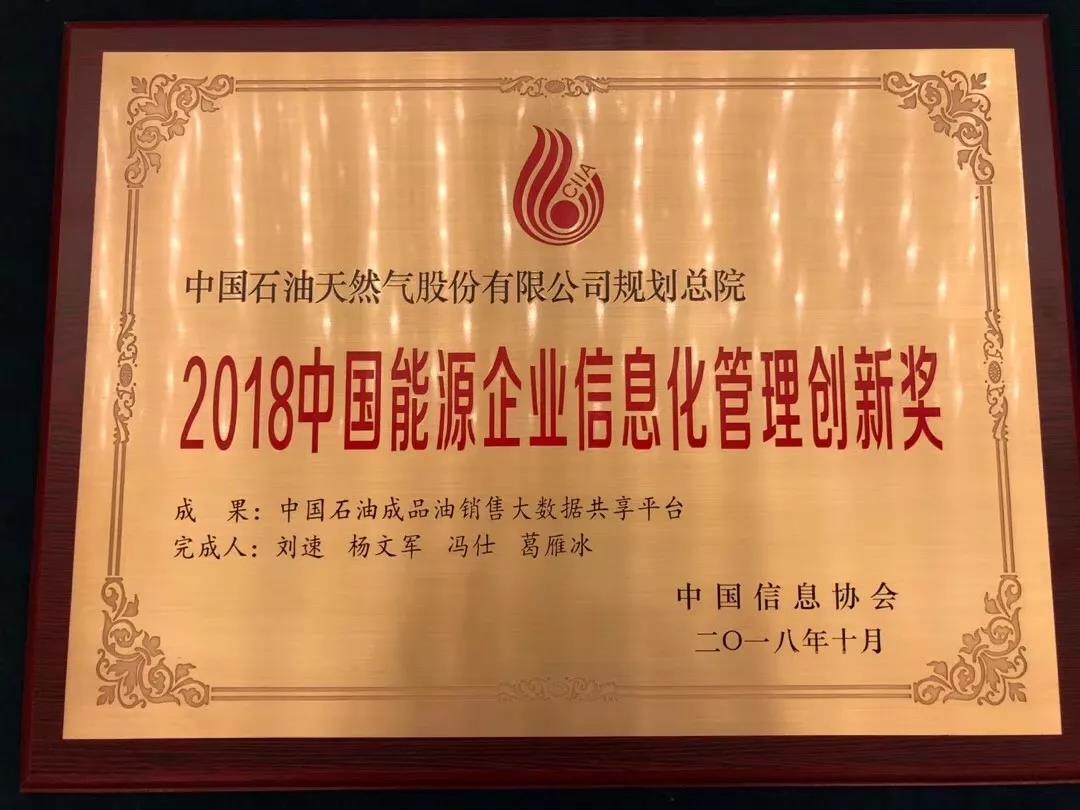 CIIA
中国石油天然气股份有限公司规划总院
2018中国能源企业信息化管理创新奖
成 果：中国石油成品油销售大数据共享平台
完成人：刘速 杨文军 冯仕 葛雁冰
中国信息协会
二〇一八年十月